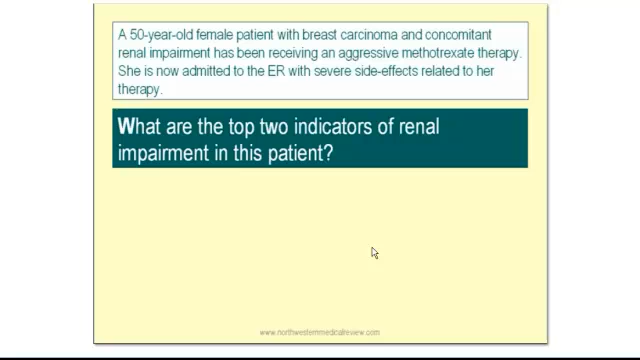 A 50-year-old female patient with breast carcinoma and concomitant
renal impairment has been receiving an aggressive methotrexate therapy.
She is now admitted to the ER with severe side-effects related to her
therapy.
What are the top two indicators of renal
impairment in this patient?
www.northwesternmedicalreview.com